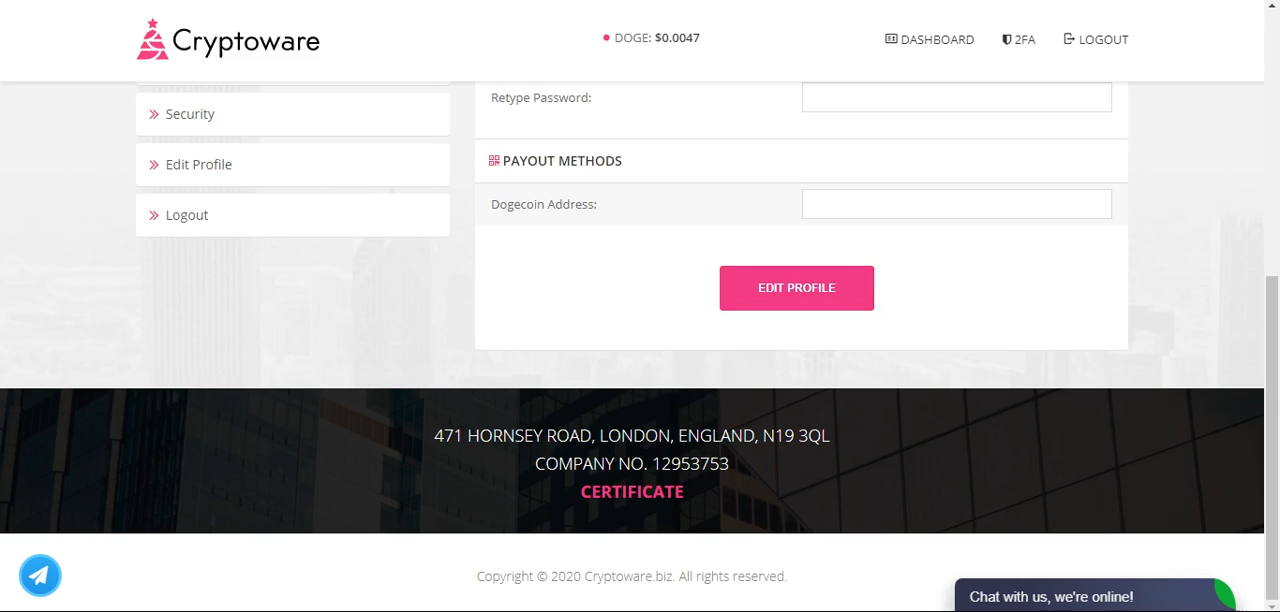 Cryptoware
DOGE: $0.0047
DASHBOARD
2FA
LOGOUT
Security
Edit Profile
Logout
Retype Password:
PAYOUT METHODS
Dogecoin Address:
EDIT PROFILE
471 HORNSEY ROAD, LONDON, ENGLAND, N19 3QL
COMPANY NO. 12953753
CERTIFICATE
Copyright © 2020 Cryptoware.biz. All rights reserved.
Chat with us, we're online!